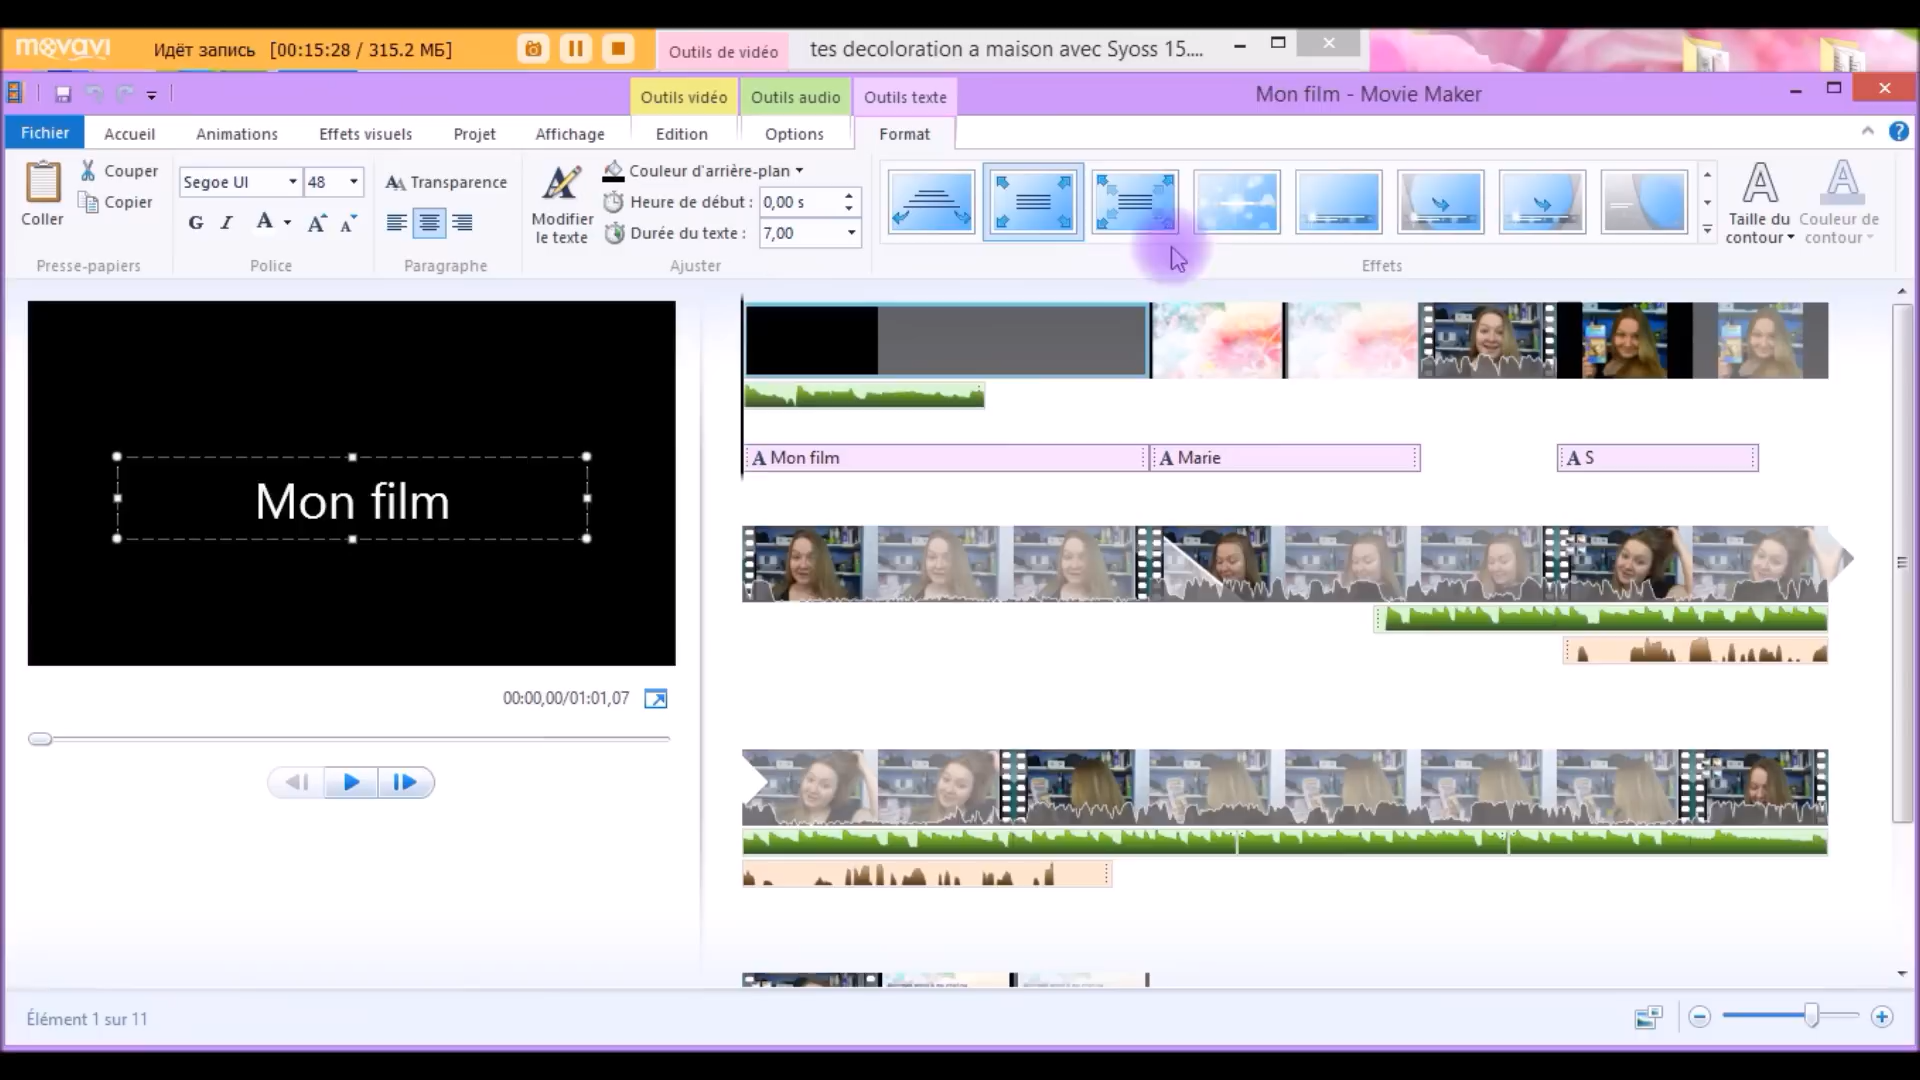 movavi
Идёт запись [00:15:28 / 315.2 МБ]
Outils de vidéo
tes decoloration a maison avec Syoss 15....
Outils vidéo
Outils audio
Outils texte
Mon film - Movie Maker
Fichier
Accueil
Animations
Effets visuels
Projet
Affichage
Edition
Options
Format
Coller
Couper
Copier
Presse-papiers
Segoe UI
48
G I A A A
Police
Transparence
Paragraphe
Modifier
le texte
Couleur d'arrière-plan
Heure de début : 0,00 s
Durée du texte : 7,00
Ajuster
Effets
Taille du
contour
Couleur de
contour
Mon film
00:00,00/01:01,07
A Mon film
A Marie
A S
Élément 1 sur 11